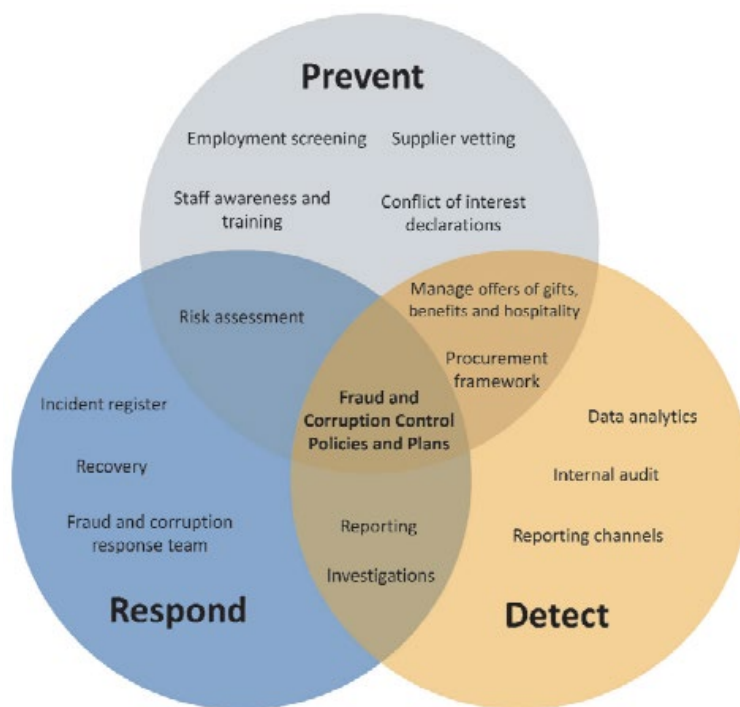 Prevent
Employment screening
Supplier vetting
Staff awareness and
training
Conflict of interest
declarations
Manage offers of gifts,
benefits and hospitality
Risk assessment
Procurement
framework
Fraud and
Corruption Control
Policies and Plans
Incident register
Recovery
Fraud and corruption
response team
Data analytics
Internal audit
Reporting channels
Reporting
Investigations
Respond
Detect